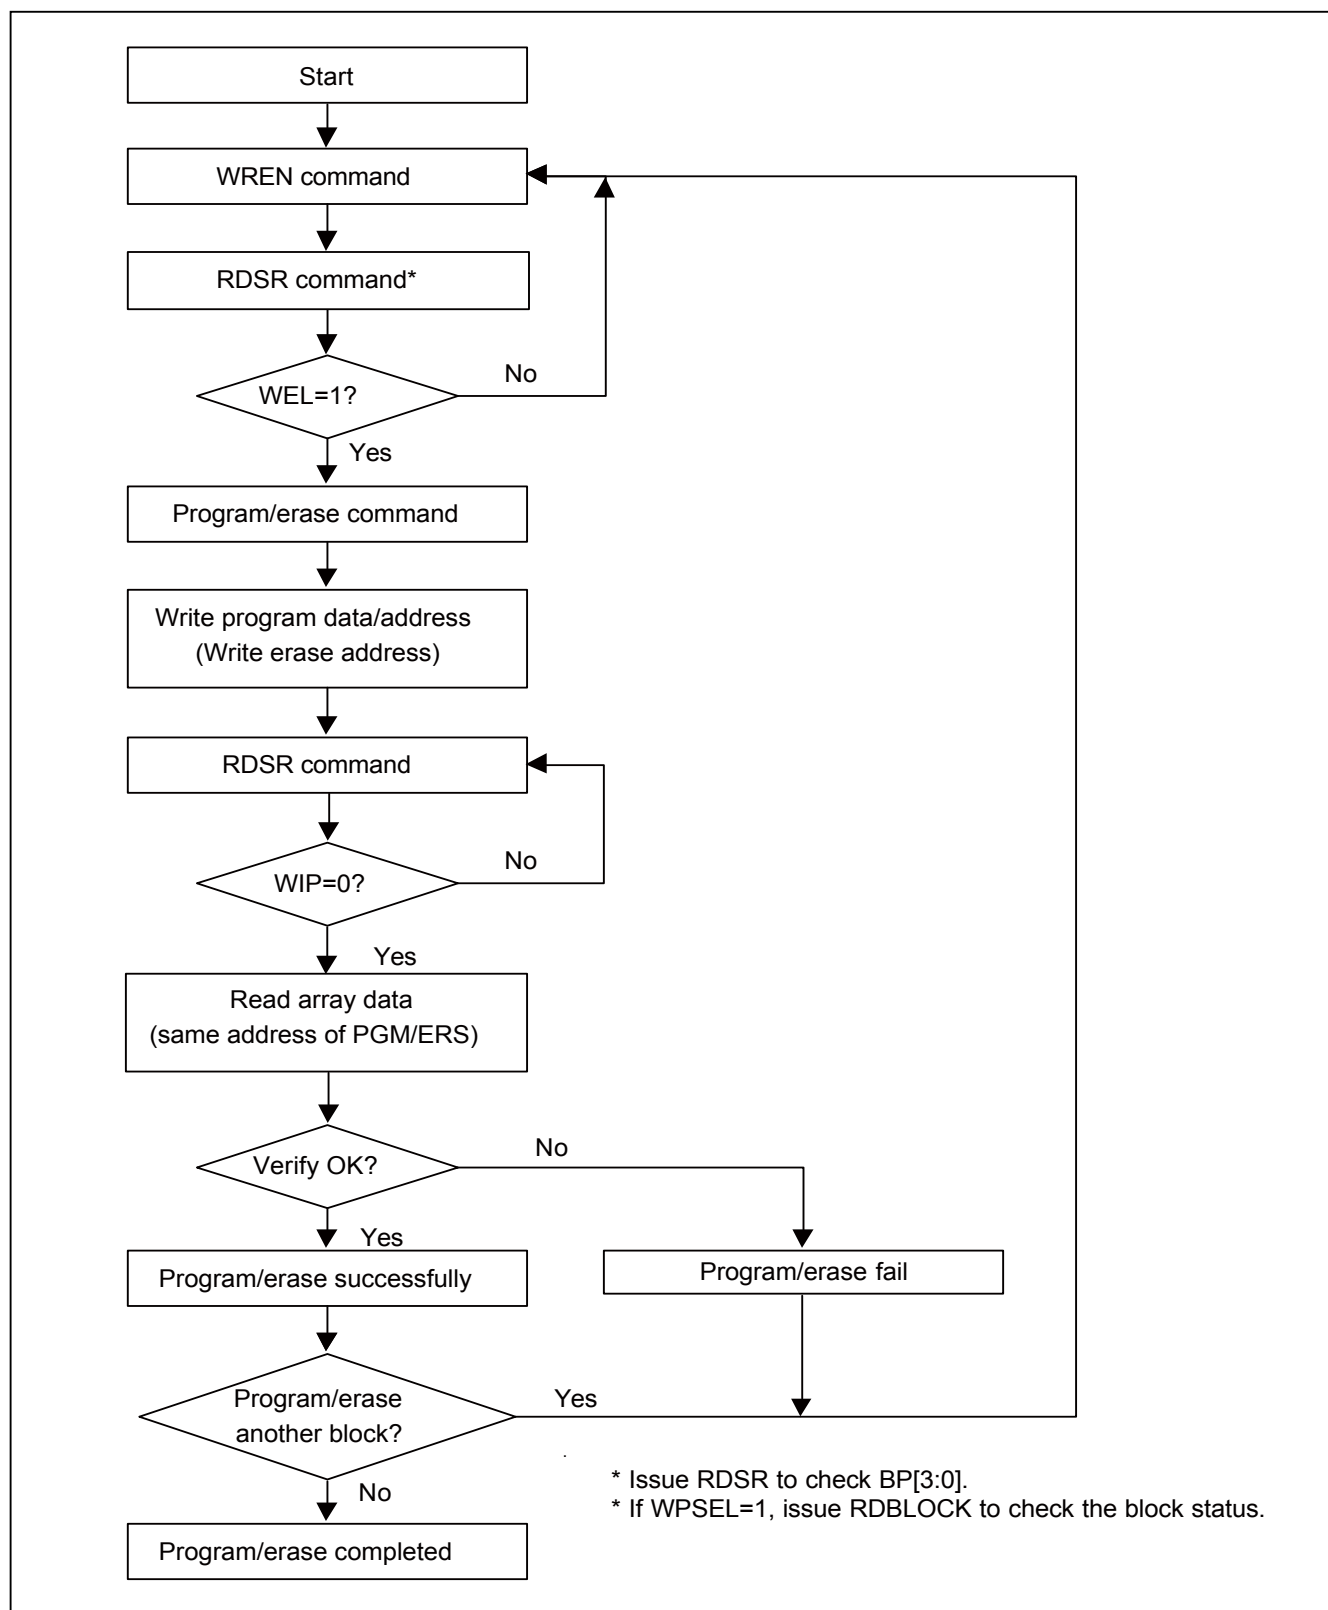 Start
WREN command
RDSR command*
WEL=1?
No
Yes
Program/erase command
Write program data/address
(Write erase address)
RDSR command
WIP=0?
No
Yes
Read array data
(same address of PGM/ERS)
Verify OK?
No
Yes
Program/erase successfully
Program/erase fail
Program/erase
another block?
Yes
No
* Issue RDSR to check BP[3:0].
* If WPSEL=1, issue RDBLOCK to check the block status.
Program/erase completed